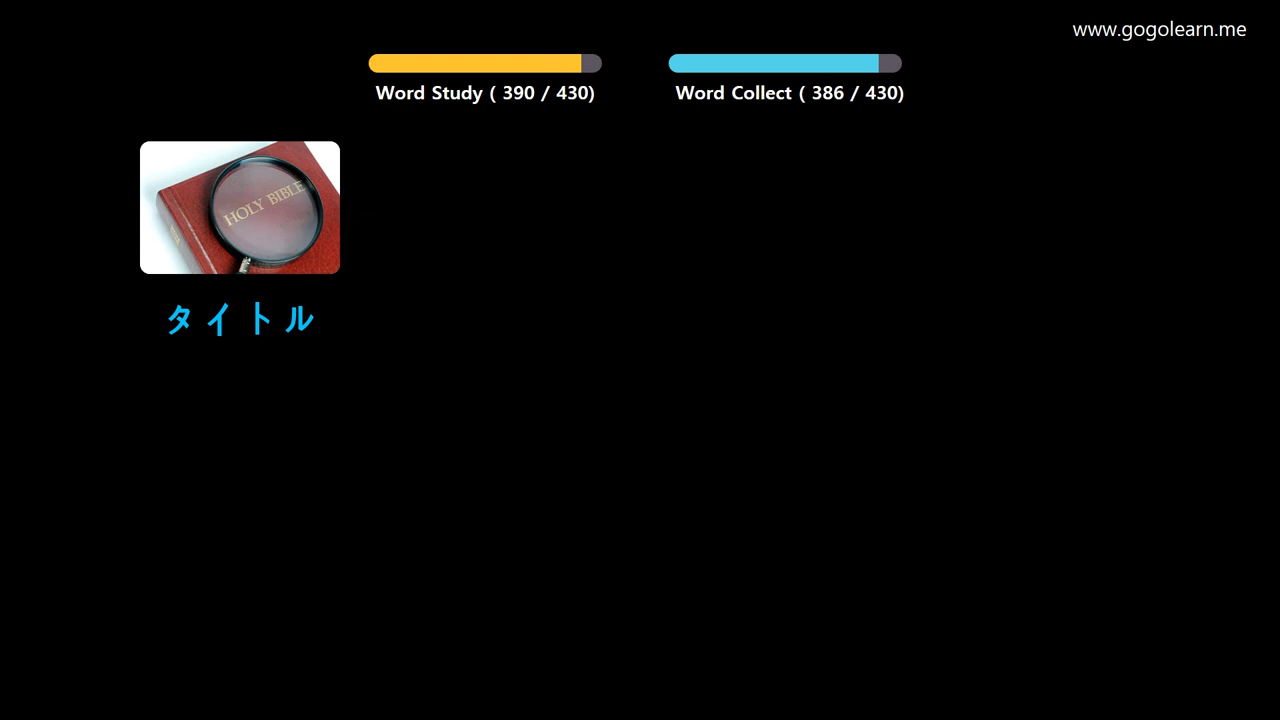 www.gogolearn.me
Word Study ( 390 / 430)
Word Collect ( 386 / 430)
HOLY BIBLE
タイトル